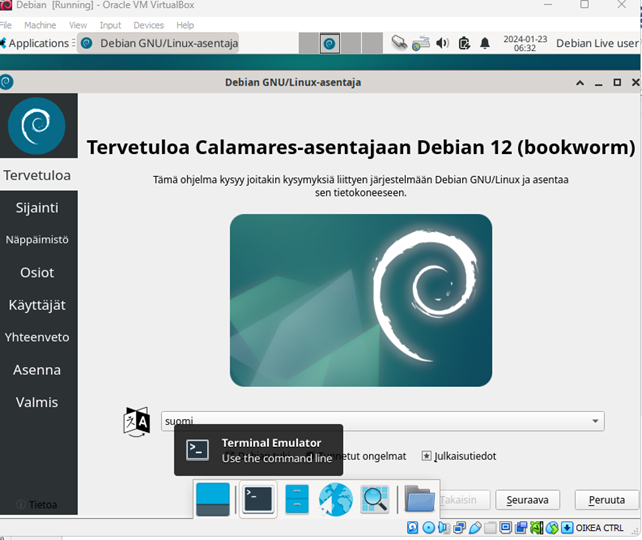 Debian [Running] - Oracle VM VirtualBox
File Machine View Input Devices Help
Applications Debian GNU/Linux-asentaja 2024-01-23 Debian Live user
06:32
Debian GNU/Linux-asentaja
Tervetuloa Calamares-asentajaan Debian 12 (bookworm)
Tämä ohjelma kysyy joitakin kysymyksiä liittyen järjestelmään Debian GNU/Linux ja asentaa
sen tietokoneeseen.
Tervetuloa
Sijainti
Näppäimistö
Osiot
Käyttäjät
Yhteenveto
Asenna
Valmis
suomi
Terminal Emulator
Use the command line
ongelmat Julkaisutiedot
Tietoa
Takaisin Seuraava Peruuta
OIKEA CTRL